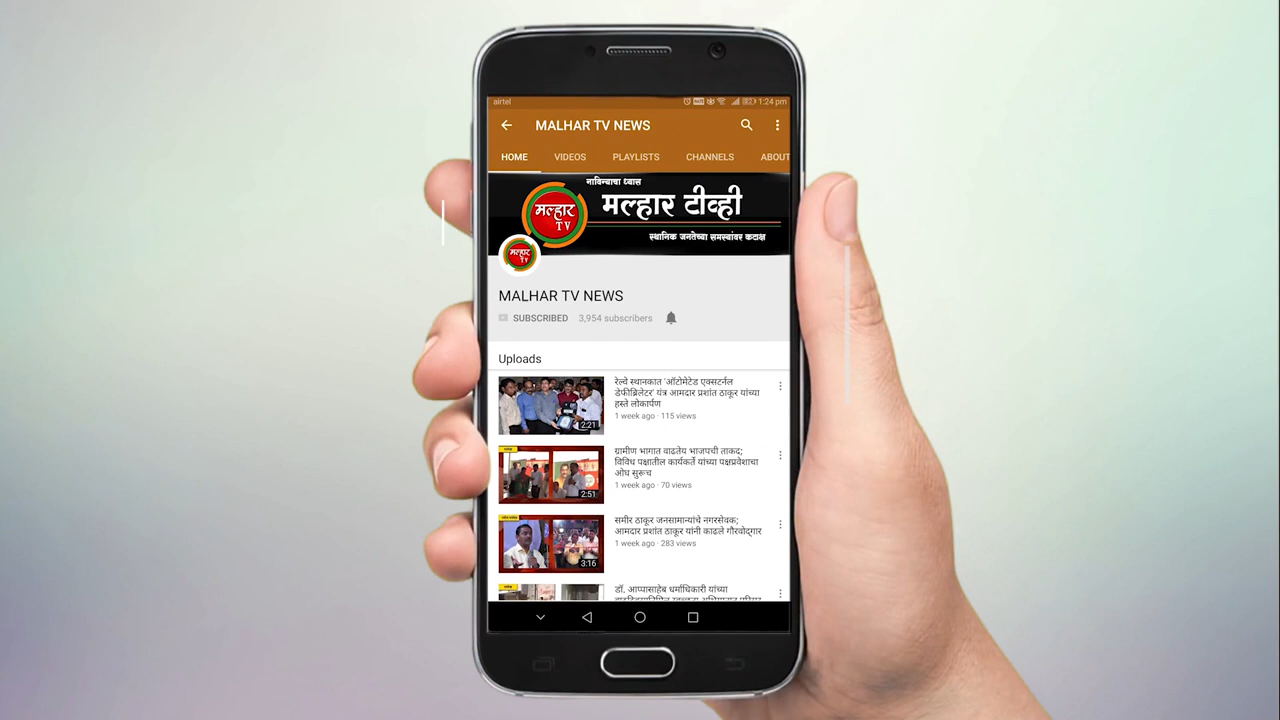 airtel 1:24 pm
MALHAR TV NEWS
HOME VIDEOS PLAYLISTS CHANNELS ABOUT
नाविन्याचा ध्यास
मल्हार टीव्ही
मल्हार
TV
स्थानिक जनतेच्या समस्यांवर कटाक्ष
मल्हार
TV
MALHAR TV NEWS
SUBSCRIBED 3,954 subscribers
Uploads
रेल्वे स्थानकात 'ऑटोमेटेड एक्सटर्नल
डेफीब्रिलेटर' यंत्र आमदार प्रशांत ठाकूर यांच्या
हस्ते लोकार्पण
1 week ago · 115 views
2:21
ग्रामीण भागात वाढतेय भाजपची ताकद;
विविध पक्षातील कार्यकर्ते यांच्या पक्षप्रवेशाचा
ओघ सुरूच
1 week ago · 70 views
2:51
समीर ठाकूर जनसामान्यांचे नगरसेवक;
आमदार प्रशांत ठाकूर यांनी काढले गौरवोद्गार
1 week ago · 283 views
3:16
डॉ. आप्पासाहेब धर्माधिकारी यांच्या